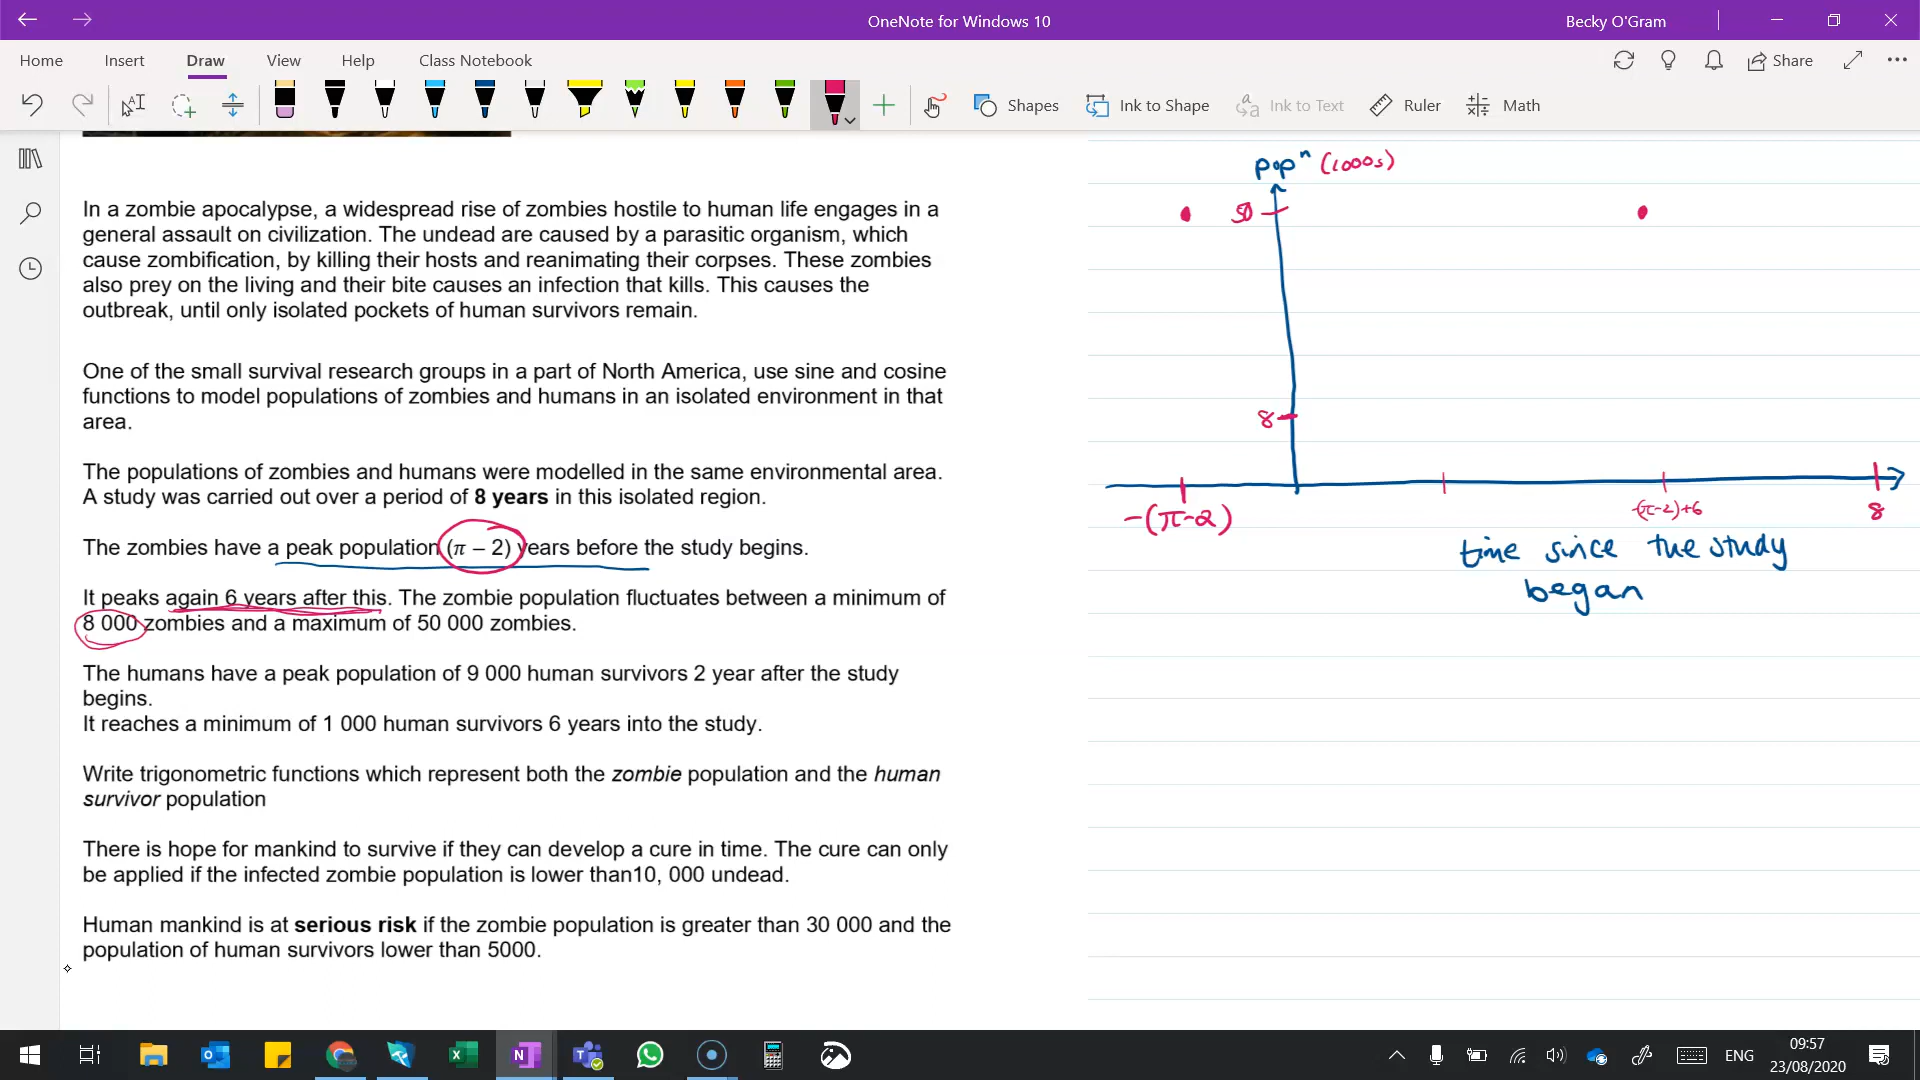 OneNote for Windows 10
Becky O'Gram
Home Insert Draw View Help Class Notebook
Share
Shapes Ink to Shape Ink to Text Ruler Math
In a zombie apocalypse, a widespread rise of zombies hostile to human life engages in a
general assault on civilization. The undead are caused by a parasitic organism, which
cause zombification, by killing their hosts and reanimating their corpses. These zombies
also prey on the living and their bite causes an infection that kills. This causes the
outbreak, until only isolated pockets of human survivors remain.
One of the small survival research groups in a part of North America, use sine and cosine
functions to model populations of zombies and humans in an isolated environment in that
area.
The populations of zombies and humans were modelled in the same environmental area.
A study was carried out over a period of 8 years in this isolated region.
The zombies have a peak population (π – 2) years before the study begins.
It peaks again 6 years after this. The zombie population fluctuates between a minimum of
8 000 zombies and a maximum of 50 000 zombies.
The humans have a peak population of 9 000 human survivors 2 year after the study
begins.
It reaches a minimum of 1 000 human survivors 6 years into the study.
Write trigonometric functions which represent both the zombie population and the human
survivor population
There is hope for mankind to survive if they can develop a cure in time. The cure can only
be applied if the infected zombie population is lower than10, 000 undead.
Human mankind is at serious risk if the zombie population is greater than 30 000 and the
population of human survivors lower than 5000.
popⁿ (1000s)
50
8
-(π-2)
-(π-2)+6
8
time since the study
began
ENG
09:57
23/08/2020